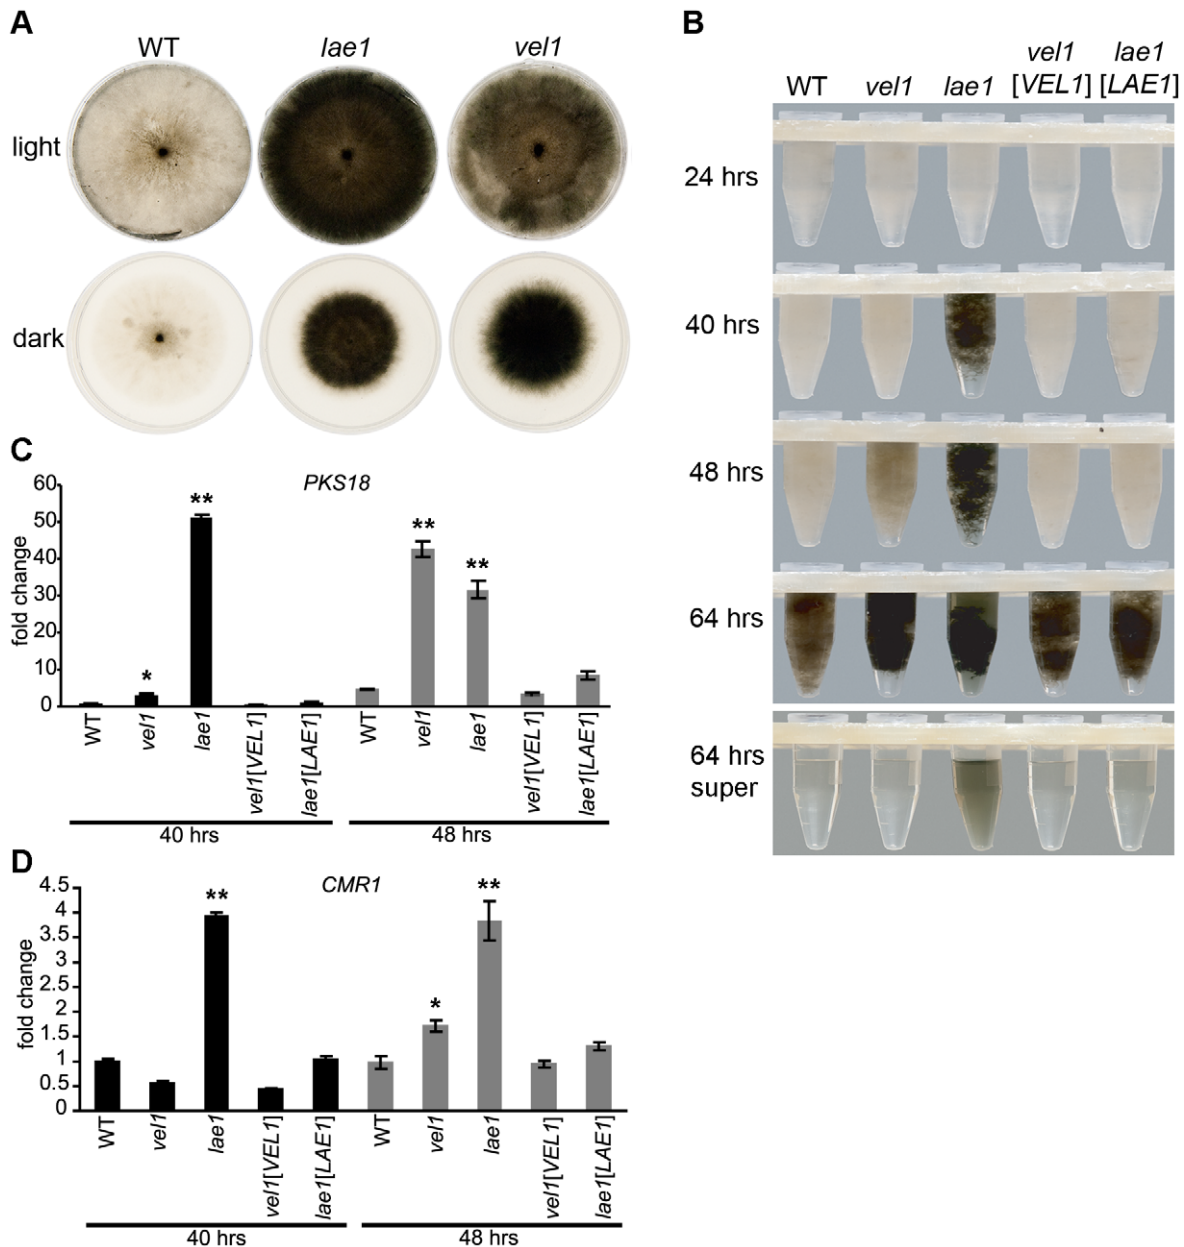 A
WT lae1 vel1
light
dark
B
WT vel1 lae1 vel1 [VEL1] lae1 [LAE1]
24 hrs
40 hrs
48 hrs
64 hrs
64 hrs
super
C
PKS18
fold change
60
50
40
30
20
10
0
** * ** **
WT vel1 lae1 vel1[VEL1] lae1[LAE1] WT vel1 lae1 vel1[VEL1] lae1[LAE1]
40 hrs 48 hrs
D
CMR1
fold change
4.5
4
3.5
3
2.5
2
1.5
1
0.5
0
** * **
WT vel1 lae1 vel1[VEL1] lae1[LAE1] WT vel1 lae1 vel1[VEL1] lae1[LAE1]
40 hrs 48 hrs